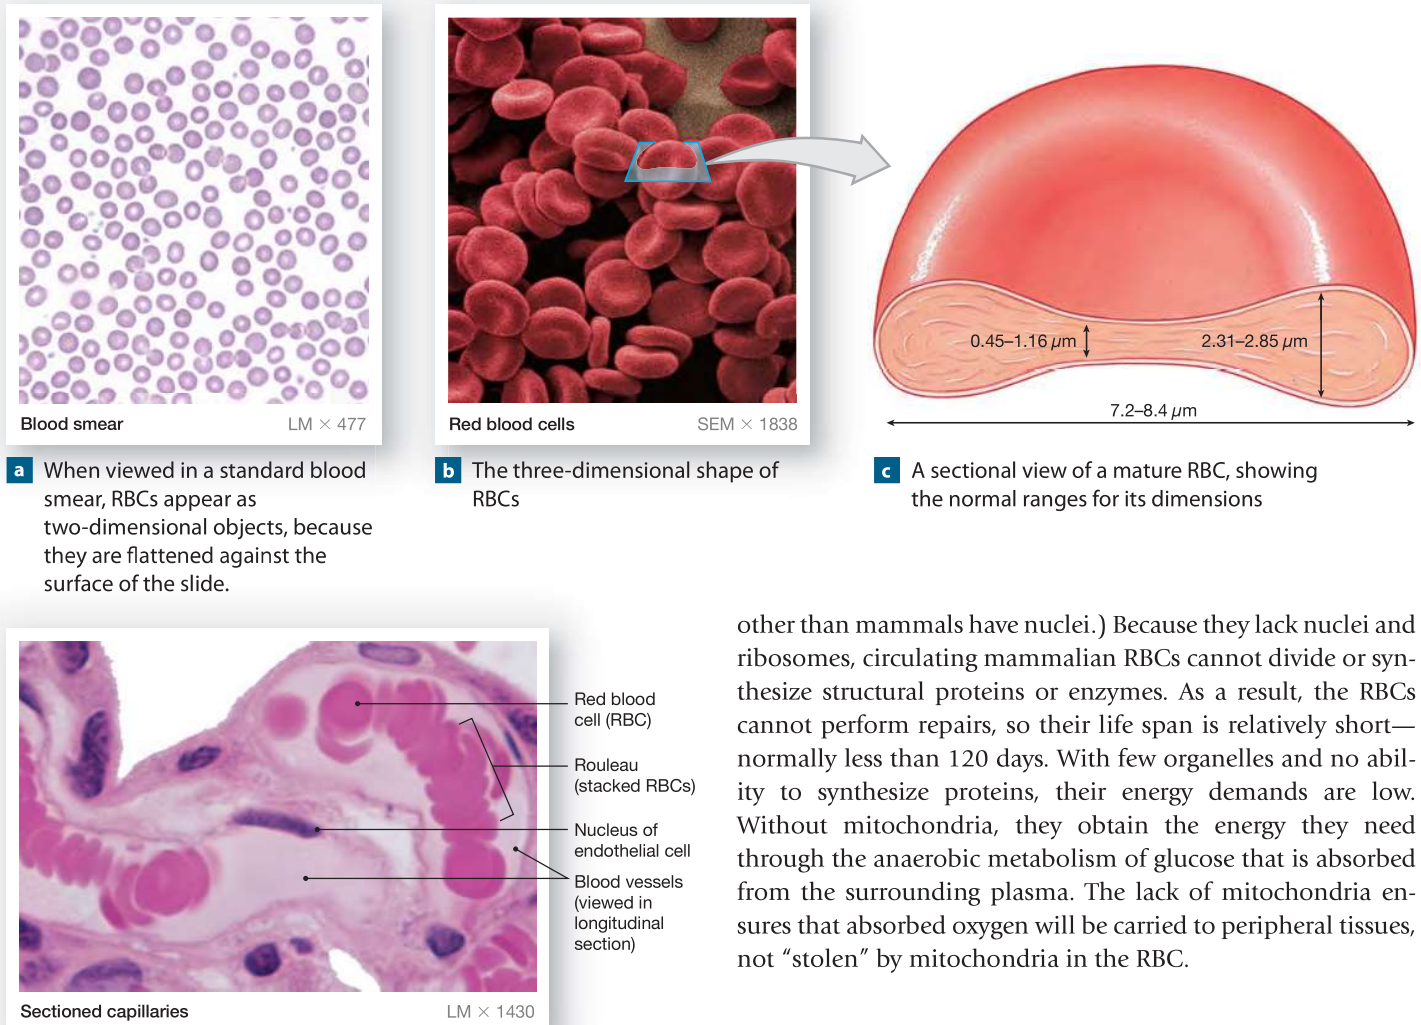 Blood smear LM × 477
a When viewed in a standard blood
smear, RBCs appear as
two-dimensional objects, because
they are flattened against the
surface of the slide.
Red blood cells SEM × 1838
b The three-dimensional shape of
RBCs
0.45–1.16 µm
2.31–2.85 µm
7.2–8.4 µm
c A sectional view of a mature RBC, showing
the normal ranges for its dimensions
Red blood
cell (RBC)
Rouleau
(stacked RBCs)
Nucleus of
endothelial cell
Blood vessels
(viewed in
longitudinal
section)
Sectioned capillaries LM × 1430
other than mammals have nuclei.) Because they lack nuclei and
ribosomes, circulating mammalian RBCs cannot divide or syn-
thesize structural proteins or enzymes. As a result, the RBCs
cannot perform repairs, so their life span is relatively short—
normally less than 120 days. With few organelles and no abil-
ity to synthesize proteins, their energy demands are low.
Without mitochondria, they obtain the energy they need
through the anaerobic metabolism of glucose that is absorbed
from the surrounding plasma. The lack of mitochondria en-
sures that absorbed oxygen will be carried to peripheral tissues,
not “stolen” by mitochondria in the RBC.